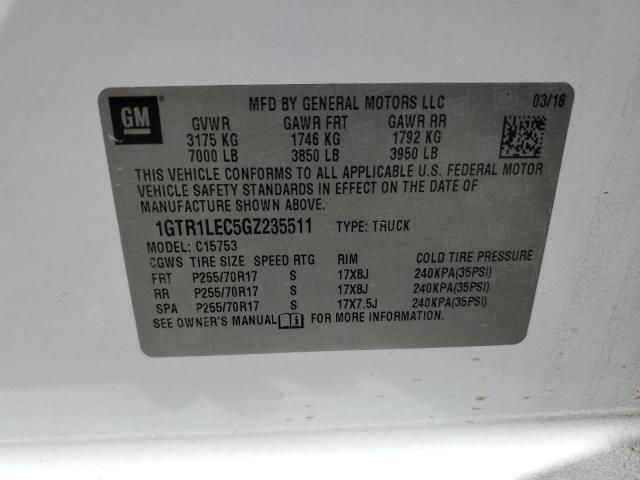 GM
MFD BY GENERAL MOTORS LLC 03/16
GVWR GAWR FRT GAWR RR
3175 KG 1746 KG 1792 KG
7000 LB 3850 LB 3950 LB
THIS VEHICLE CONFORMS TO ALL APPLICABLE U.S. FEDERAL MOTOR
VEHICLE SAFETY STANDARDS IN EFFECT ON THE DATE OF
MANUFACTURE SHOWN ABOVE.
1GTR1LEC5GZ235511 TYPE: TRUCK
MODEL: C15753
CGWS TIRE SIZE SPEED RTG RIM COLD TIRE PRESSURE
FRT P255/70R17 S 17X8J 240KPA(35PSI)
RR P255/70R17 S 17X8J 240KPA(35PSI)
SPA P255/70R17 S 17X7.5J 240KPA(35PSI)
SEE OWNER'S MANUAL FOR MORE INFORMATION.